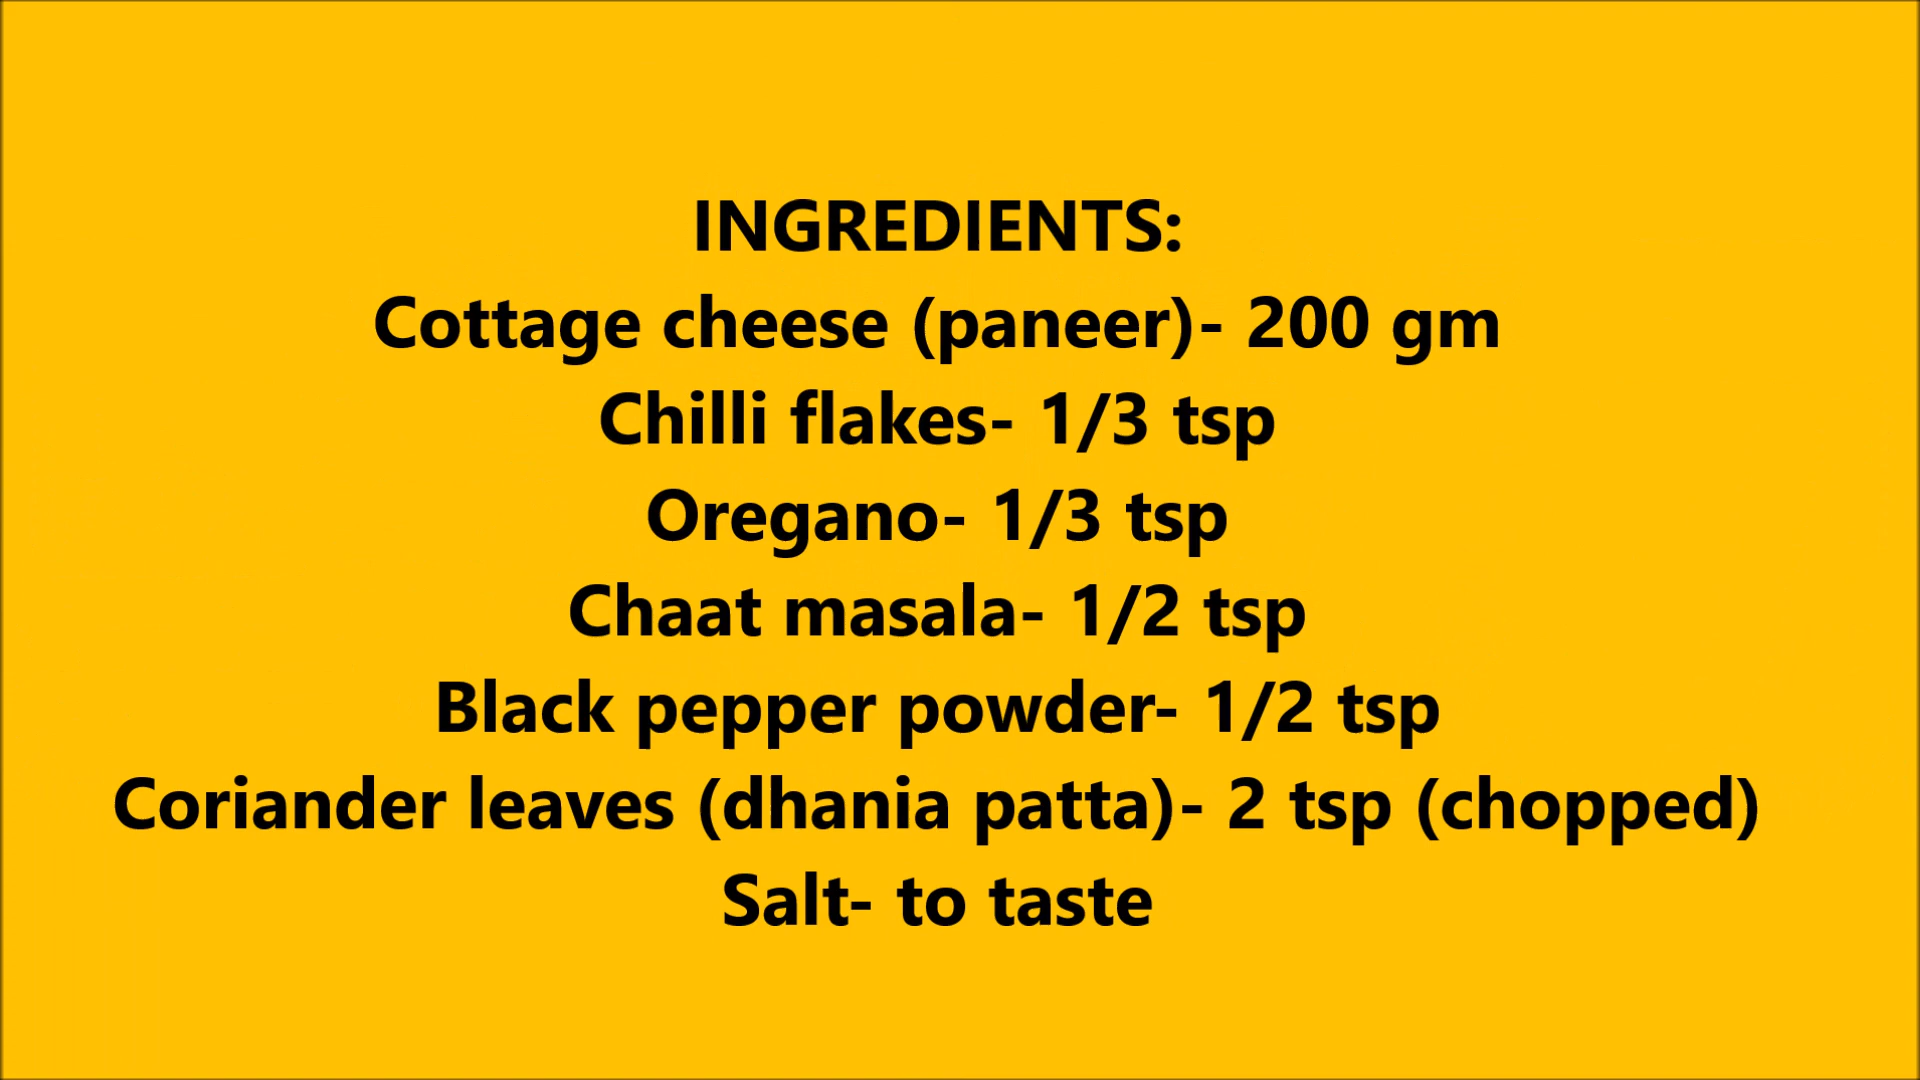 INGREDIENTS:
Cottage cheese (paneer)- 200 gm
Chilli flakes- 1/3 tsp
Oregano- 1/3 tsp
Chaat masala- 1/2 tsp
Black pepper powder- 1/2 tsp
Coriander leaves (dhania patta)- 2 tsp (chopped)
Salt- to taste